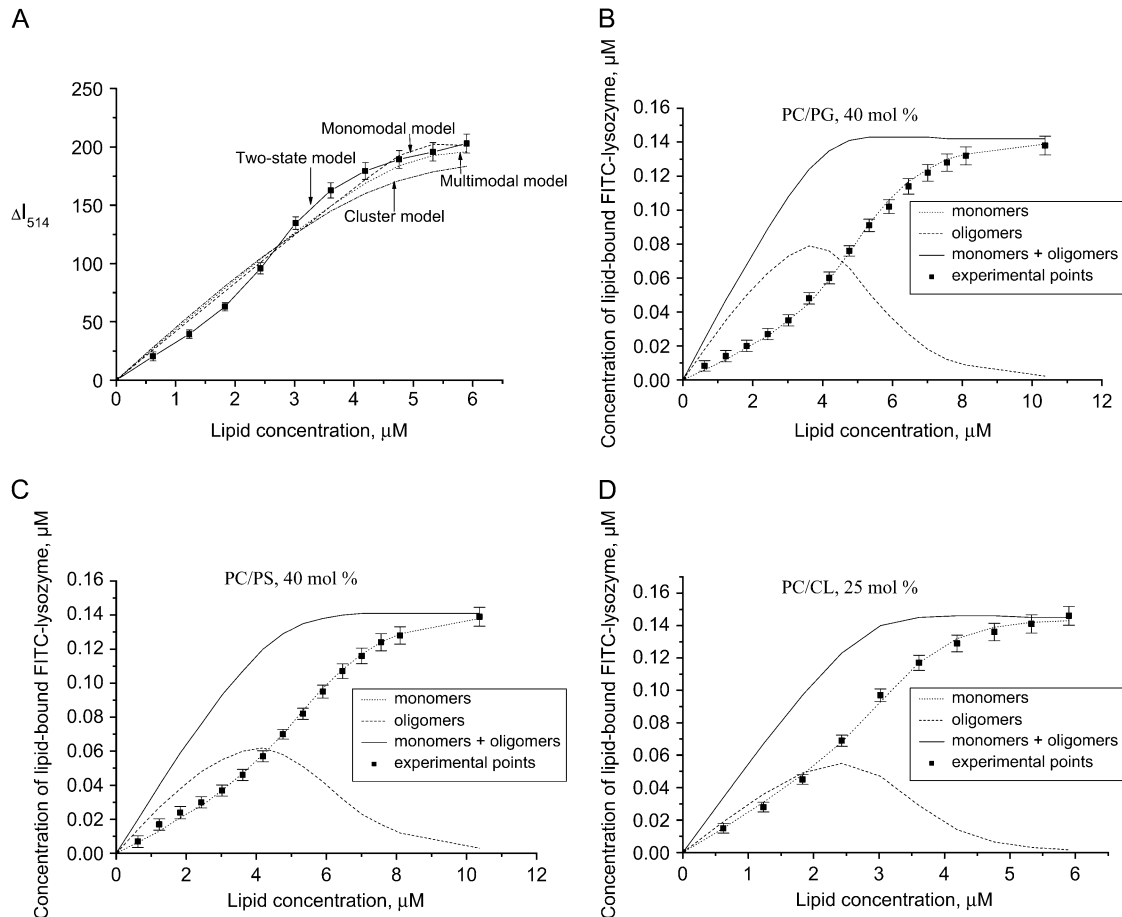 A
250
200
150
100
50
0
0 1 2 3 4 5 6
ΔI514
Lipid concentration, μM
Monomodal model
Two-state model
Multimodal model
Cluster model
B
PC/PG, 40 mol %
Concentration of lipid-bound FITC-lysozyme, μM
0.16
0.14
0.12
0.10
0.08
0.06
0.04
0.02
0.00
0 2 4 6 8 10 12
Lipid concentration, μM
monomers
oligomers
monomers + oligomers
experimental points
C
PC/PS, 40 mol %
Concentration of lipid-bound FITC-lysozyme, μM
0.16
0.14
0.12
0.10
0.08
0.06
0.04
0.02
0.00
0 2 4 6 8 10 12
Lipid concentration, μM
monomers
oligomers
monomers + oligomers
experimental points
D
PC/CL, 25 mol %
Concentration of lipid-bound FITC-lysozyme, μM
0.16
0.14
0.12
0.10
0.08
0.06
0.04
0.02
0.00
0 1 2 3 4 5 6
Lipid concentration, μM
monomers
oligomers
monomers + oligomers
experimental points